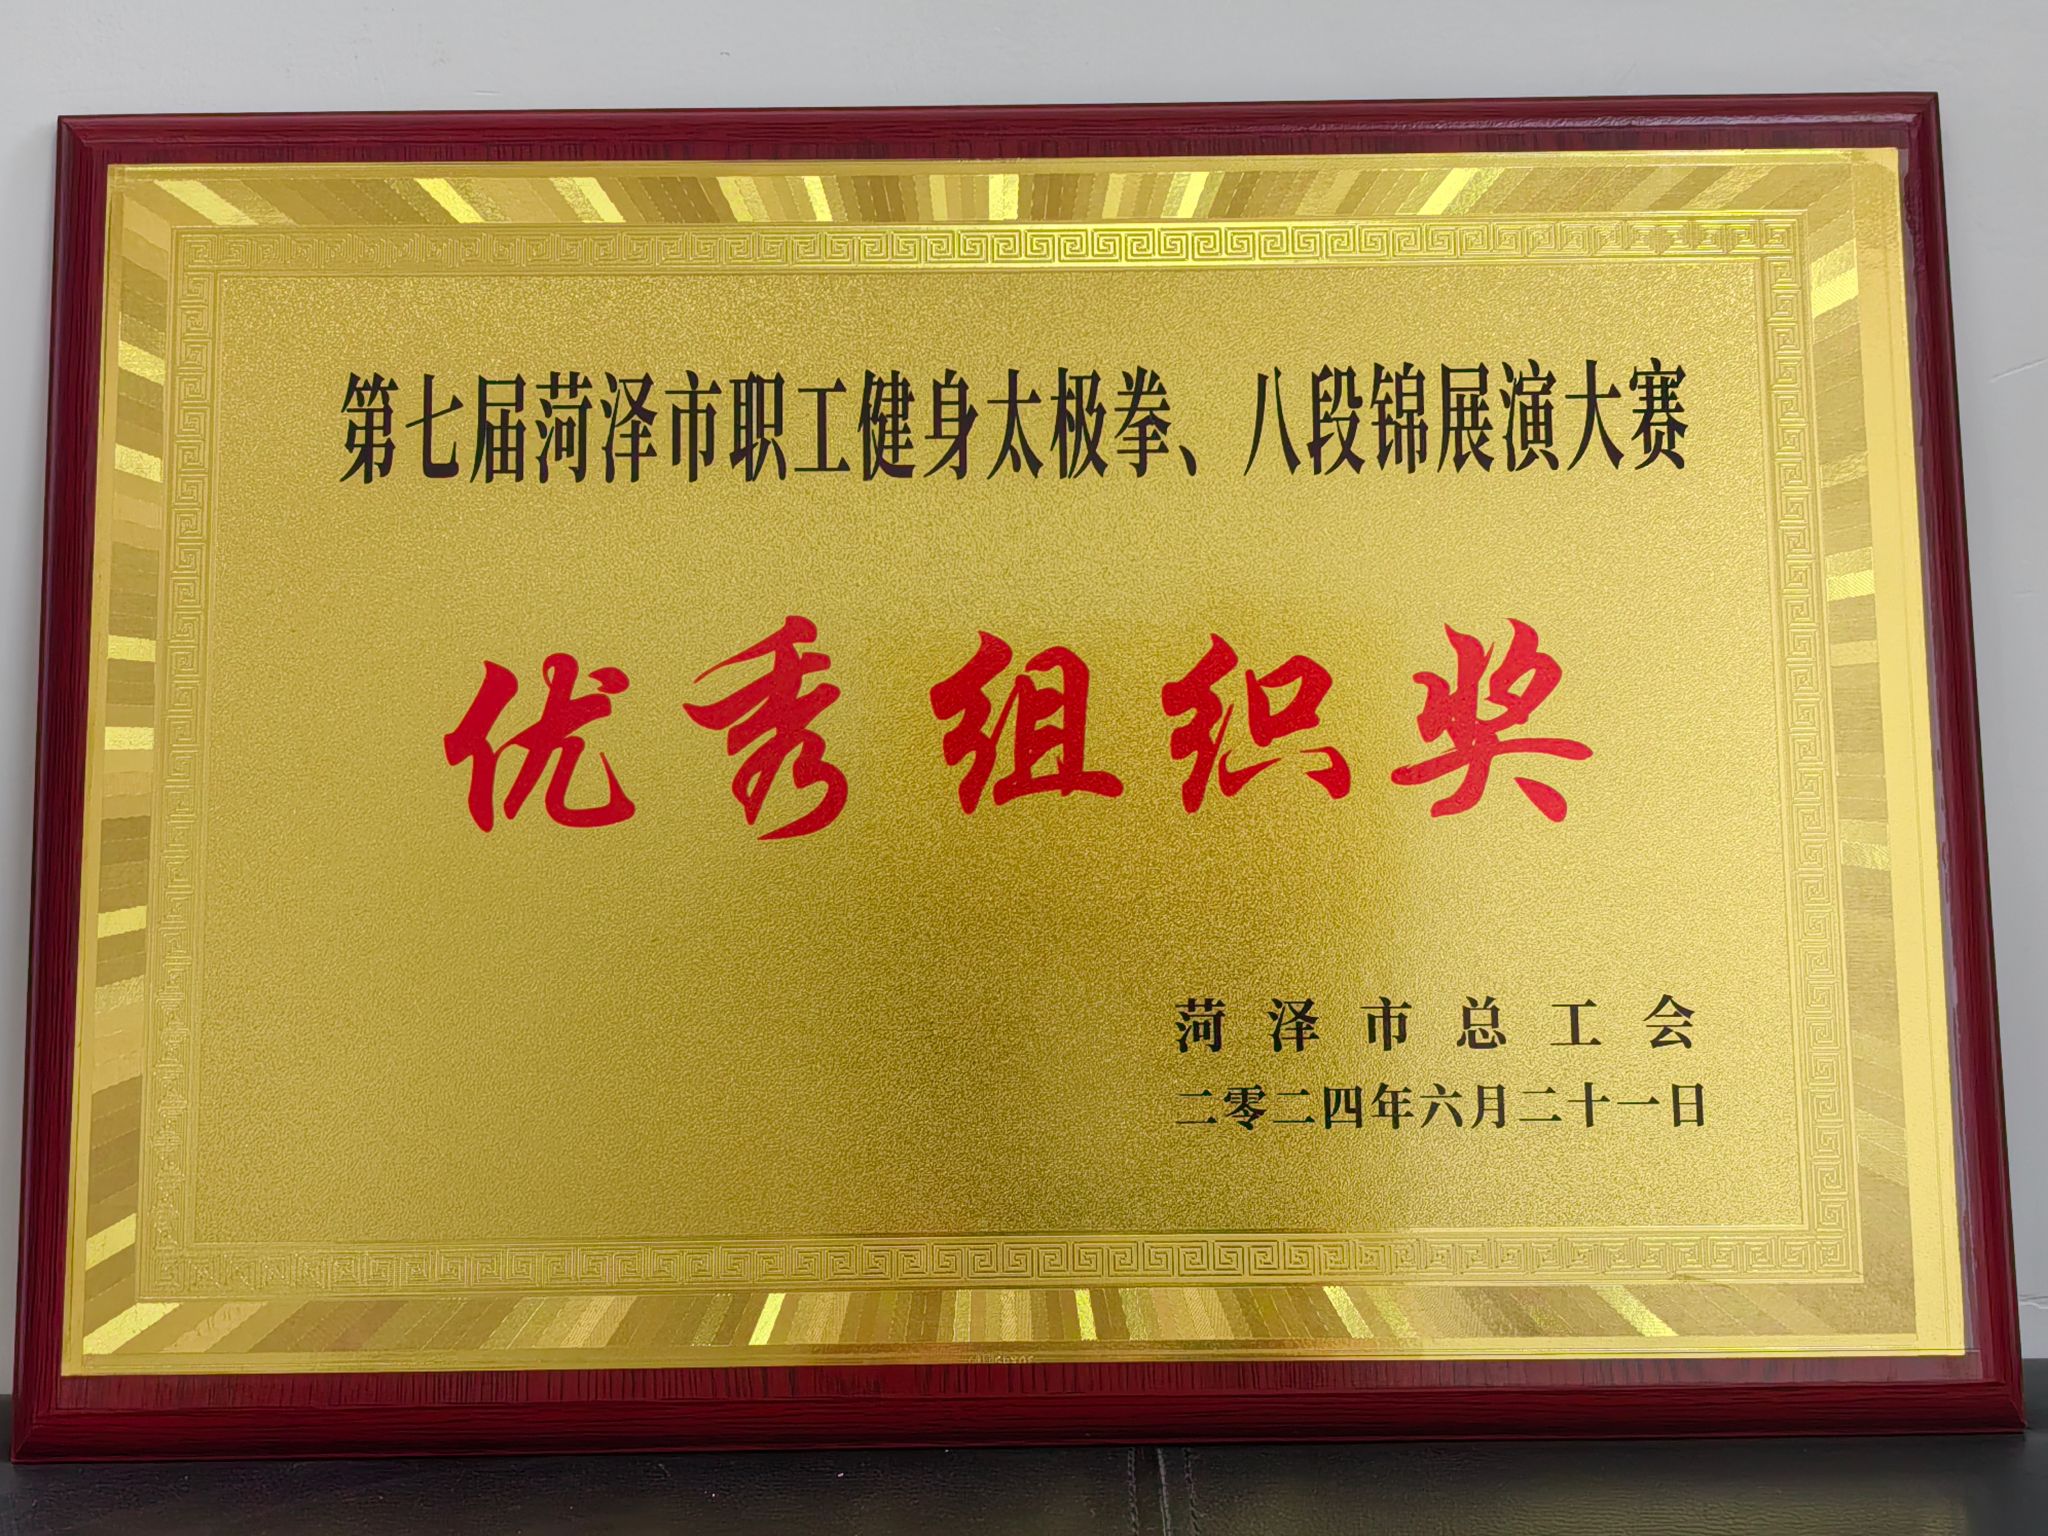 第七届菏泽市职工健身太极拳、八段锦展演大赛
优秀组织奖
菏泽市总工会
二零二四年六月二十一日